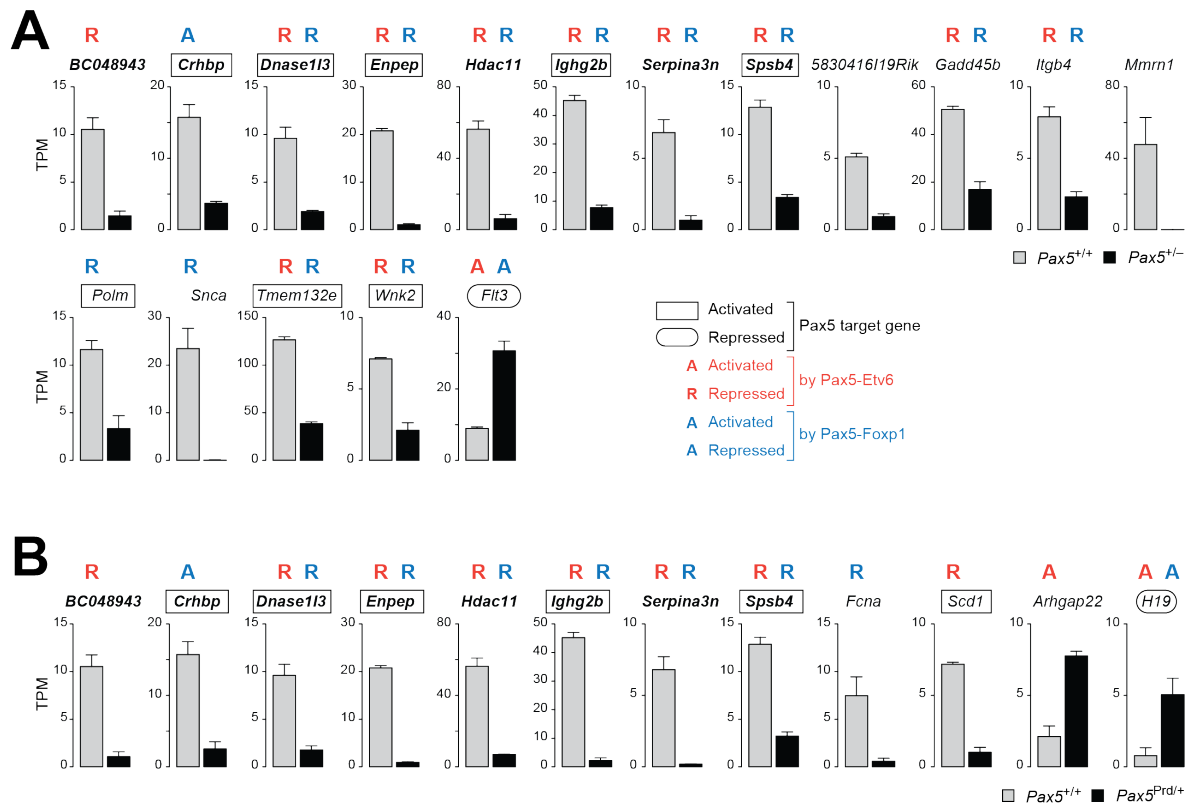 A
R A R R R R R R R R R R R R R R R R R
BC048943 Crhbp Dnase1l3 Enpep Hdac11 Ighg2b Serpina3n Spsb4 5830416I19Rik Gadd45b Itgb4 Mmrn1
15 20 15 30 80 50 10 15 10 60 10 80
40
10 10 20 30 10 40
TPM 10 40 20 5 5 5 40
5 5 10 10 5 20
0 0 0 0 0 0 0 0 0 0 0 0
Pax5+/+ Pax5+/–
R R R R R R A A
Polm Snca Tmem132e Wnk2 Flt3
15 30 150 10 40
10 20 100
TPM 5 20
5 10 50
0 0 0 0 0
Activated
Repressed
Pax5 target gene
A Activated
R Repressed
by Pax5-Etv6
A Activated
A Repressed
by Pax5-Foxp1
B
R A R R R R R R R R R R R R R R A A A
BC048943 Crhbp Dnase1l3 Enpep Hdac11 Ighg2b Serpina3n Spsb4 Fcna Scd1 Arhgap22 H19
15 20 15 30 80 50 10 15 15 15 10 10
40
10 10 20 30 10 10 10
TPM 10 40 20 5 5 5
5 5 10 10 5 5 5
0 0 0 0 0 0 0 0 0 0 0 0
Pax5+/+ Pax5Prd/+